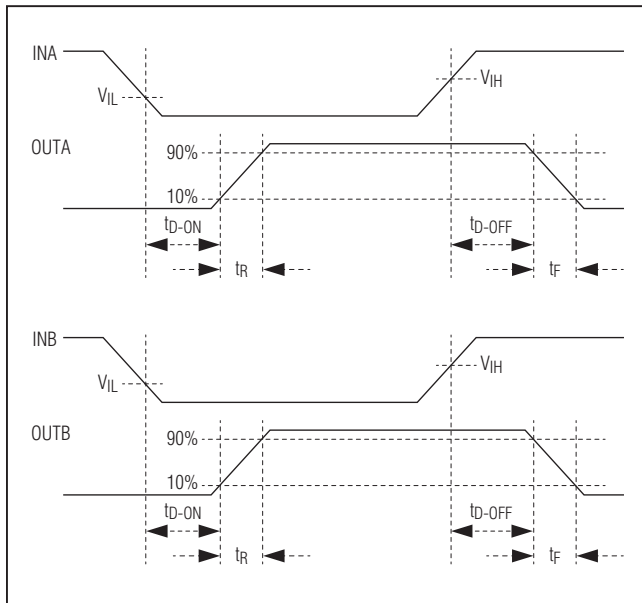 INA
VIL
VIH
OUTA
90%
10%
tD-ON
tD-OFF
tR
tF
INB
VIL
VIH
OUTB
90%
10%
tD-ON
tD-OFF
tR
tF